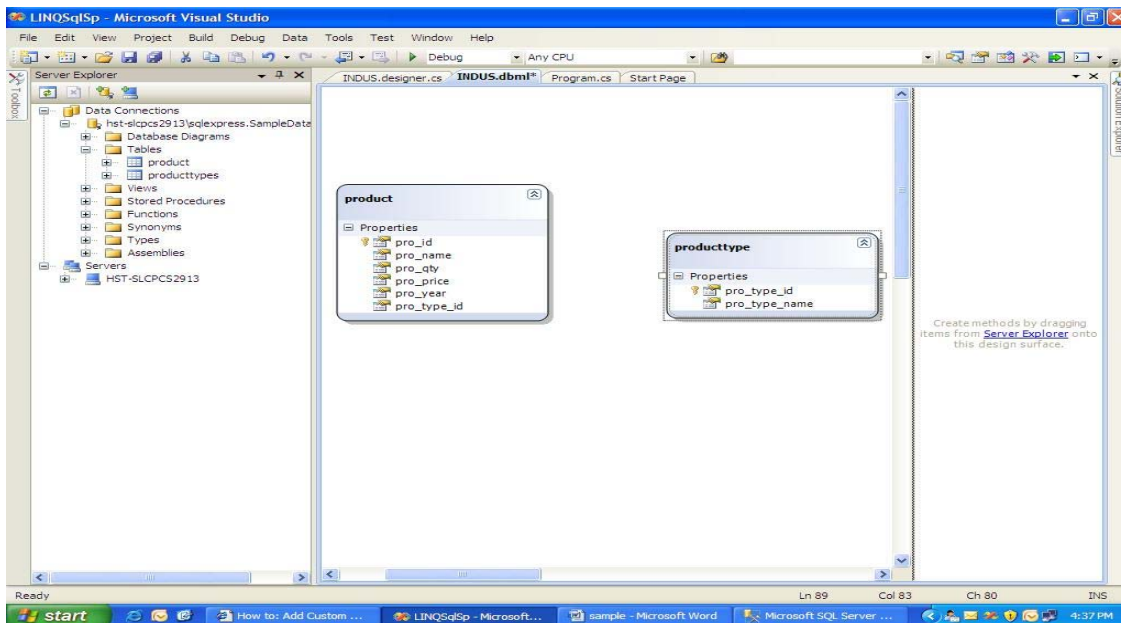 LINQSqlSp - Microsoft Visual Studio
File Edit View Project Build Debug Data Tools Test Window Help
Debug Any CPU
Server Explorer
INDUS.designer.cs INDUS.dbml* Program.cs Start Page
Toolbox
Solution Explorer
Data Connections
hst-slcpcs2913\sqlexpress.SampleData
Database Diagrams
Tables
product
producttypes
Views
Stored Procedures
Functions
Synonyms
Types
Assemblies
Servers
HST-SLCPCS2913
product
Properties
pro_id
pro_name
pro_qty
pro_price
pro_year
pro_type_id
producttype
Properties
pro_type_id
pro_type_name
Create methods by dragging
items from Server Explorer onto
this design surface.
Ready Ln 89 Col 83 Ch 80 INS
start How to: Add Custom ... LINQSqlSp - Microsoft... sample - Microsoft Word Microsoft SQL Server ... 4:37 PM